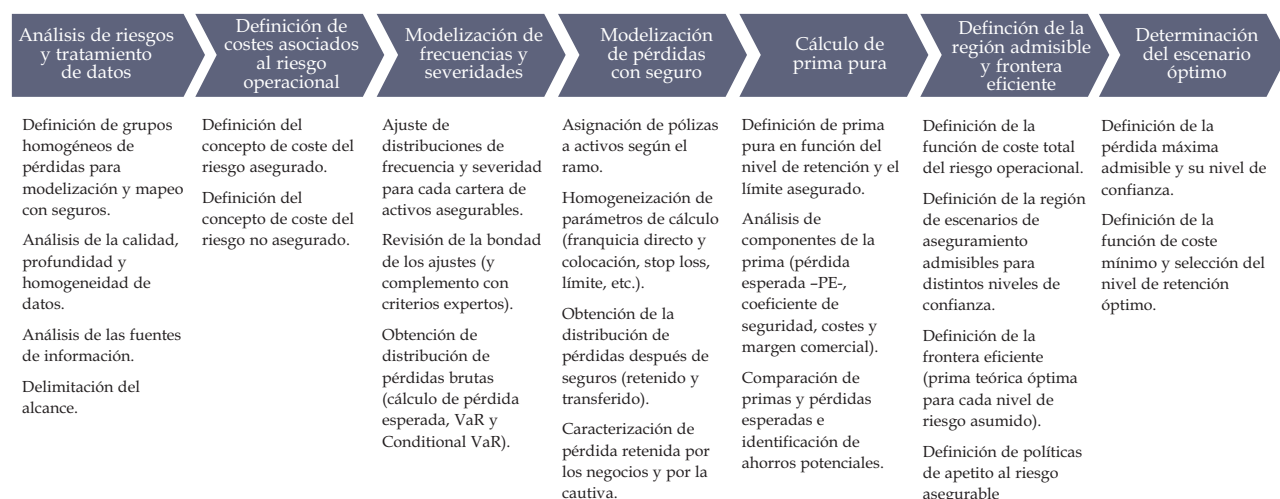 Análisis de riesgos
y tratamiento
de datos
Definición de
costes asociados
al riesgo
operacional
Modelización de
frecuencias y
severidades
Modelización
de pérdidas
con seguro
Cálculo de
prima pura
Definción de la
región admisible
y frontera
eficiente
Determinación
del escenario
óptimo
Definición de grupos
homogéneos de
pérdidas para
modelización y mapeo
con seguros.
Análisis de la calidad,
profundidad y
homogeneidad de
datos.
Análisis de las fuentes
de información.
Delimitación del
alcance.
Definición del
concepto de coste del
riesgo asegurado.
Definición del
concepto de coste del
riesgo no asegurado.
Ajuste de
distribuciones de
frecuencia y severidad
para cada cartera de
activos asegurables.
Revisión de la bondad
de los ajustes (y
complemento con
criterios expertos).
Obtención de
distribución de
pérdidas brutas
(cálculo de pérdida
esperada, VaR y
Conditional VaR).
Asignación de pólizas
a activos según el
ramo.
Homogeneización de
parámetros de cálculo
(franquicia directo y
colocación, stop loss,
límite, etc.).
Obtención de la
distribución de
pérdidas después de
seguros (retenido y
transferido).
Caracterización de
pérdida retenida por
los negocios y por la
cautiva.
Definición de prima
pura en función del
nivel de retención y el
límite asegurado.
Análisis de
componentes de la
prima (pérdida
esperada –PE-,
coeficiente de
seguridad, costes y
margen comercial).
Comparación de
primas y pérdidas
esperadas e
identificación de
ahorros potenciales.
Definición de la
función de coste total
del riesgo operacional.
Definición de la región
de escenarios de
aseguramiento
admisibles para
distintos niveles de
confianza.
Definición de la
frontera eficiente
(prima teórica óptima
para cada nivel de
riesgo asumido).
Definición de políticas
de apetito al riesgo
asegurable
Definición de la
pérdida máxima
admisible y su nivel de
confianza.
Definición de la
función de coste
mínimo y selección del
nivel de retención
óptimo.